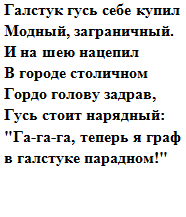 Галстук гусь себе купил
Модный, заграничный.
И на шею нацепил
В городе столичном
Гордо голову задрав,
Гусь стоит нарядный:
"Га-га-га, теперь я граф
в галстуке парадном!"